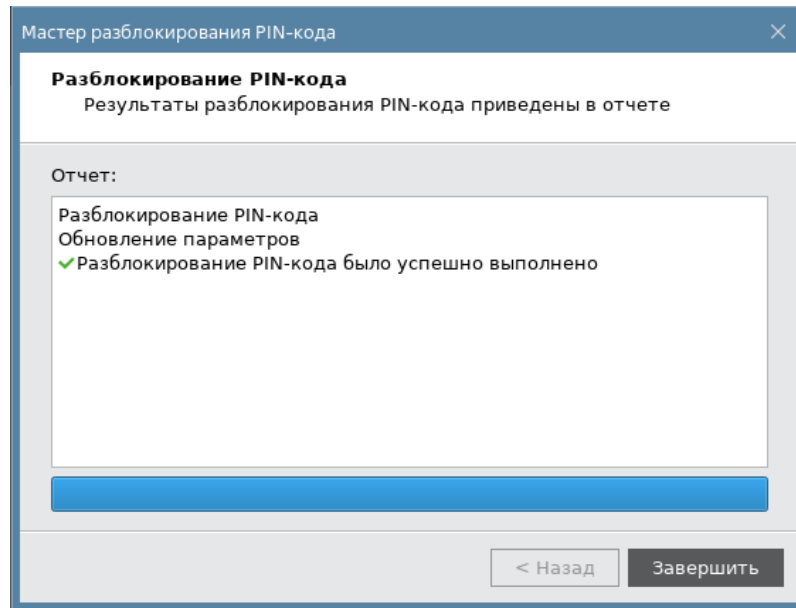 Мастер разблокирования PIN-кода
Разблокирование PIN-кода
Результаты разблокирования PIN-кода приведены в отчете
Отчет:
Разблокирование PIN-кода
Обновление параметров
Разблокирование PIN-кода было успешно выполнено
< Назад
Завершить